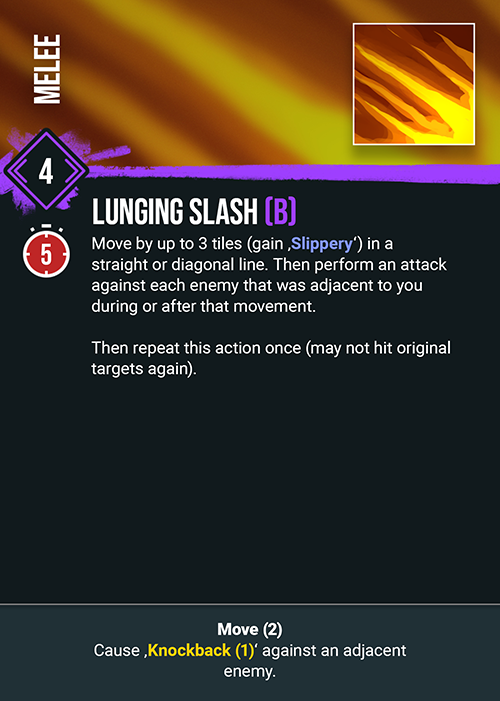 MELEE
4
LUNGING SLASH (B)
5
Move by up to 3 tiles (gain ‚Slippery‘) in a
straight or diagonal line. Then perform an attack
against each enemy that was adjacent to you
during or after that movement.
Then repeat this action once (may not hit original
targets again).
Move (2)
Cause ‚Knockback (1)‘ against an adjacent
enemy.